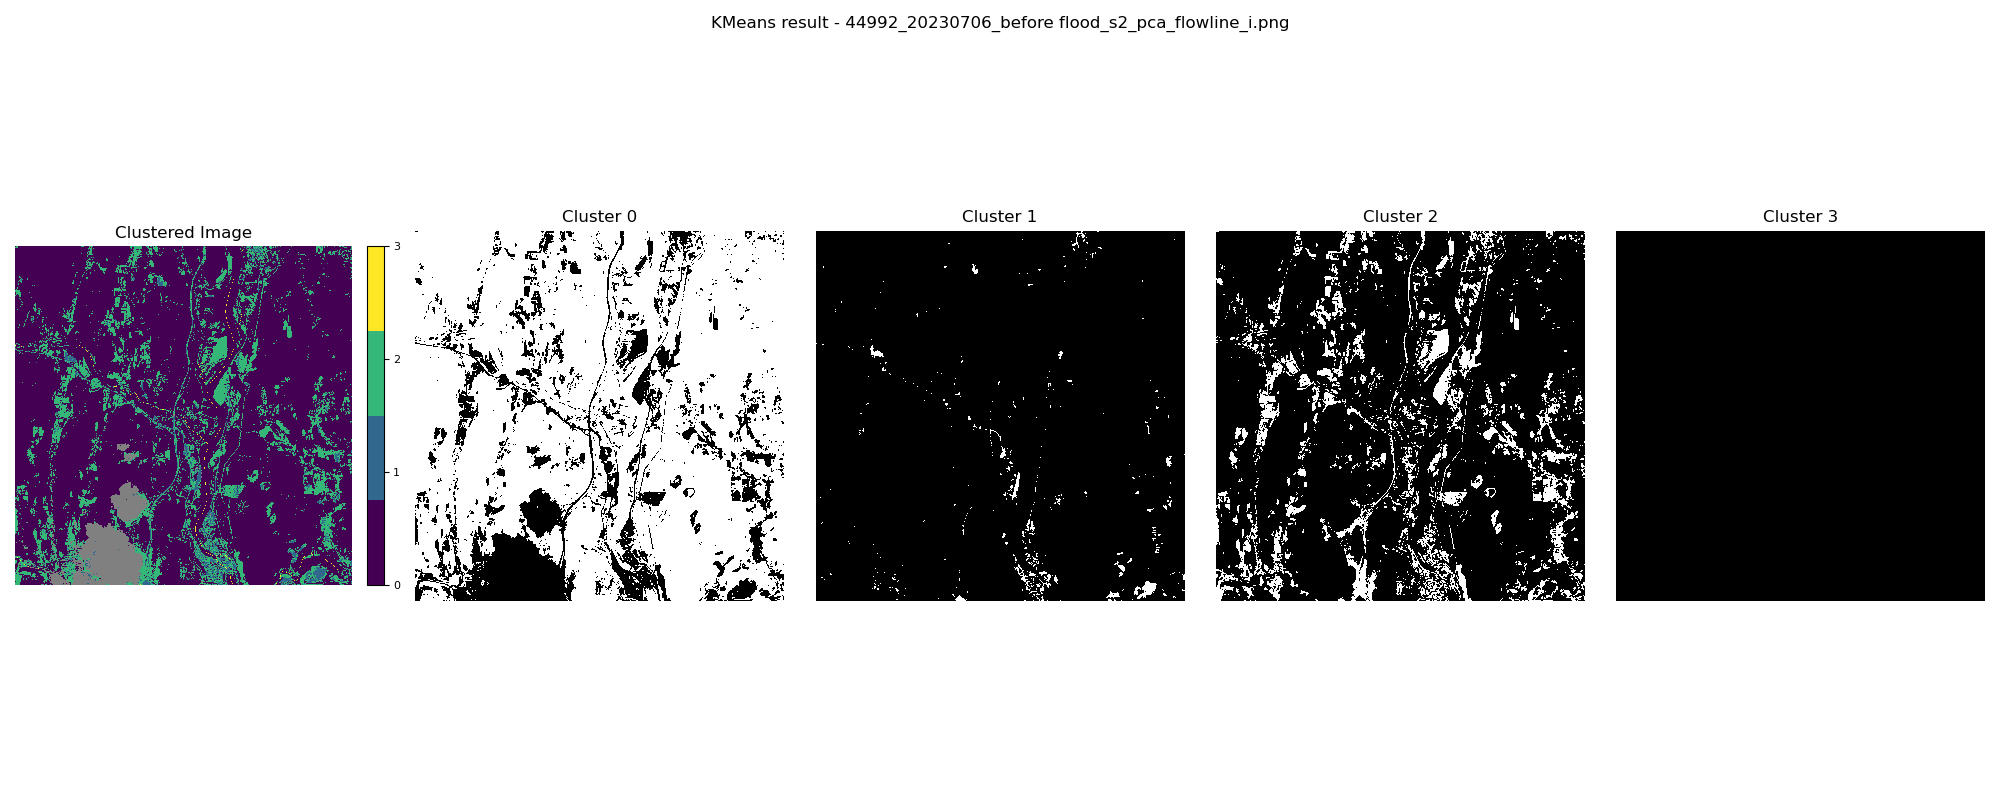 KMeans result - 44992_20230706_before flood_s2_pca_flowline_i.png
Clustered Image
3
2
1
0
Cluster 0
Cluster 1
Cluster 2
Cluster 3